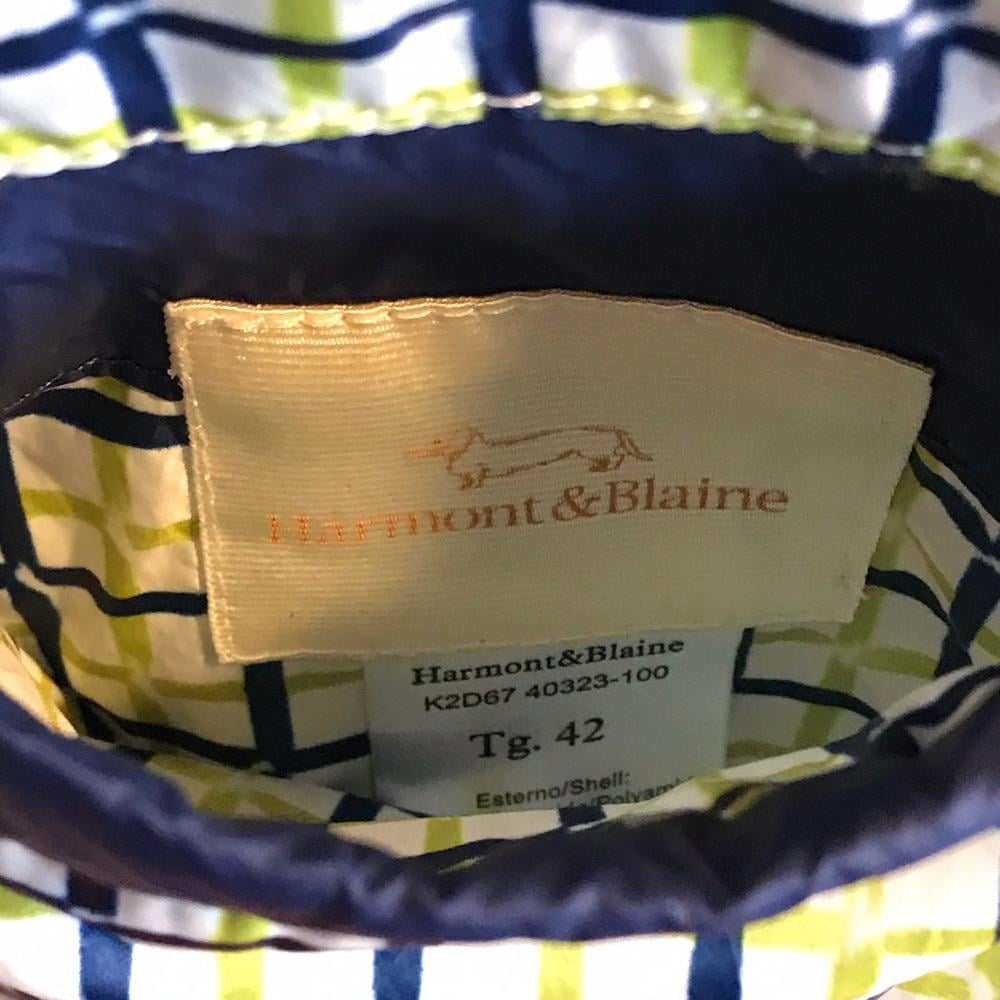 Harmont&Blaine
Harmont&Blaine
K2D67 40323-100
Tg. 42
Esterno/Shell: